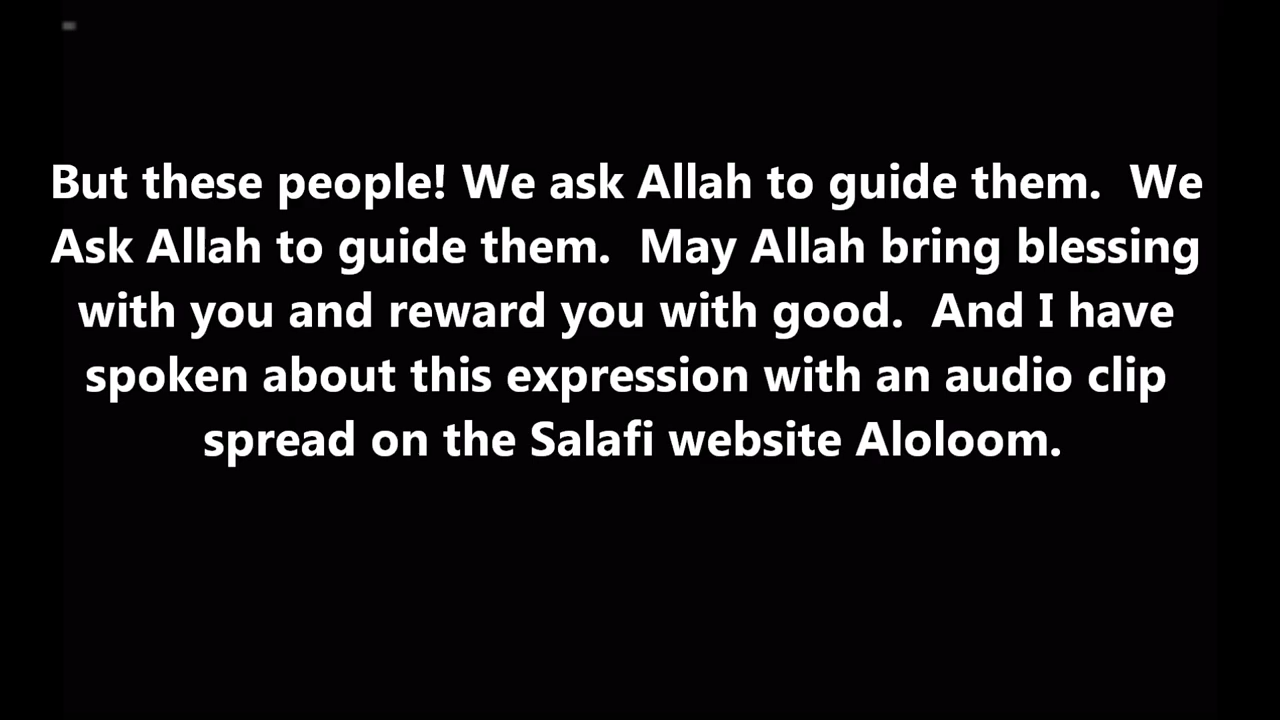 But these people! We ask Allah to guide them.  We
Ask Allah to guide them.  May Allah bring blessing
with you and reward you with good.  And I have
spoken about this expression with an audio clip
spread on the Salafi website Aloloom.